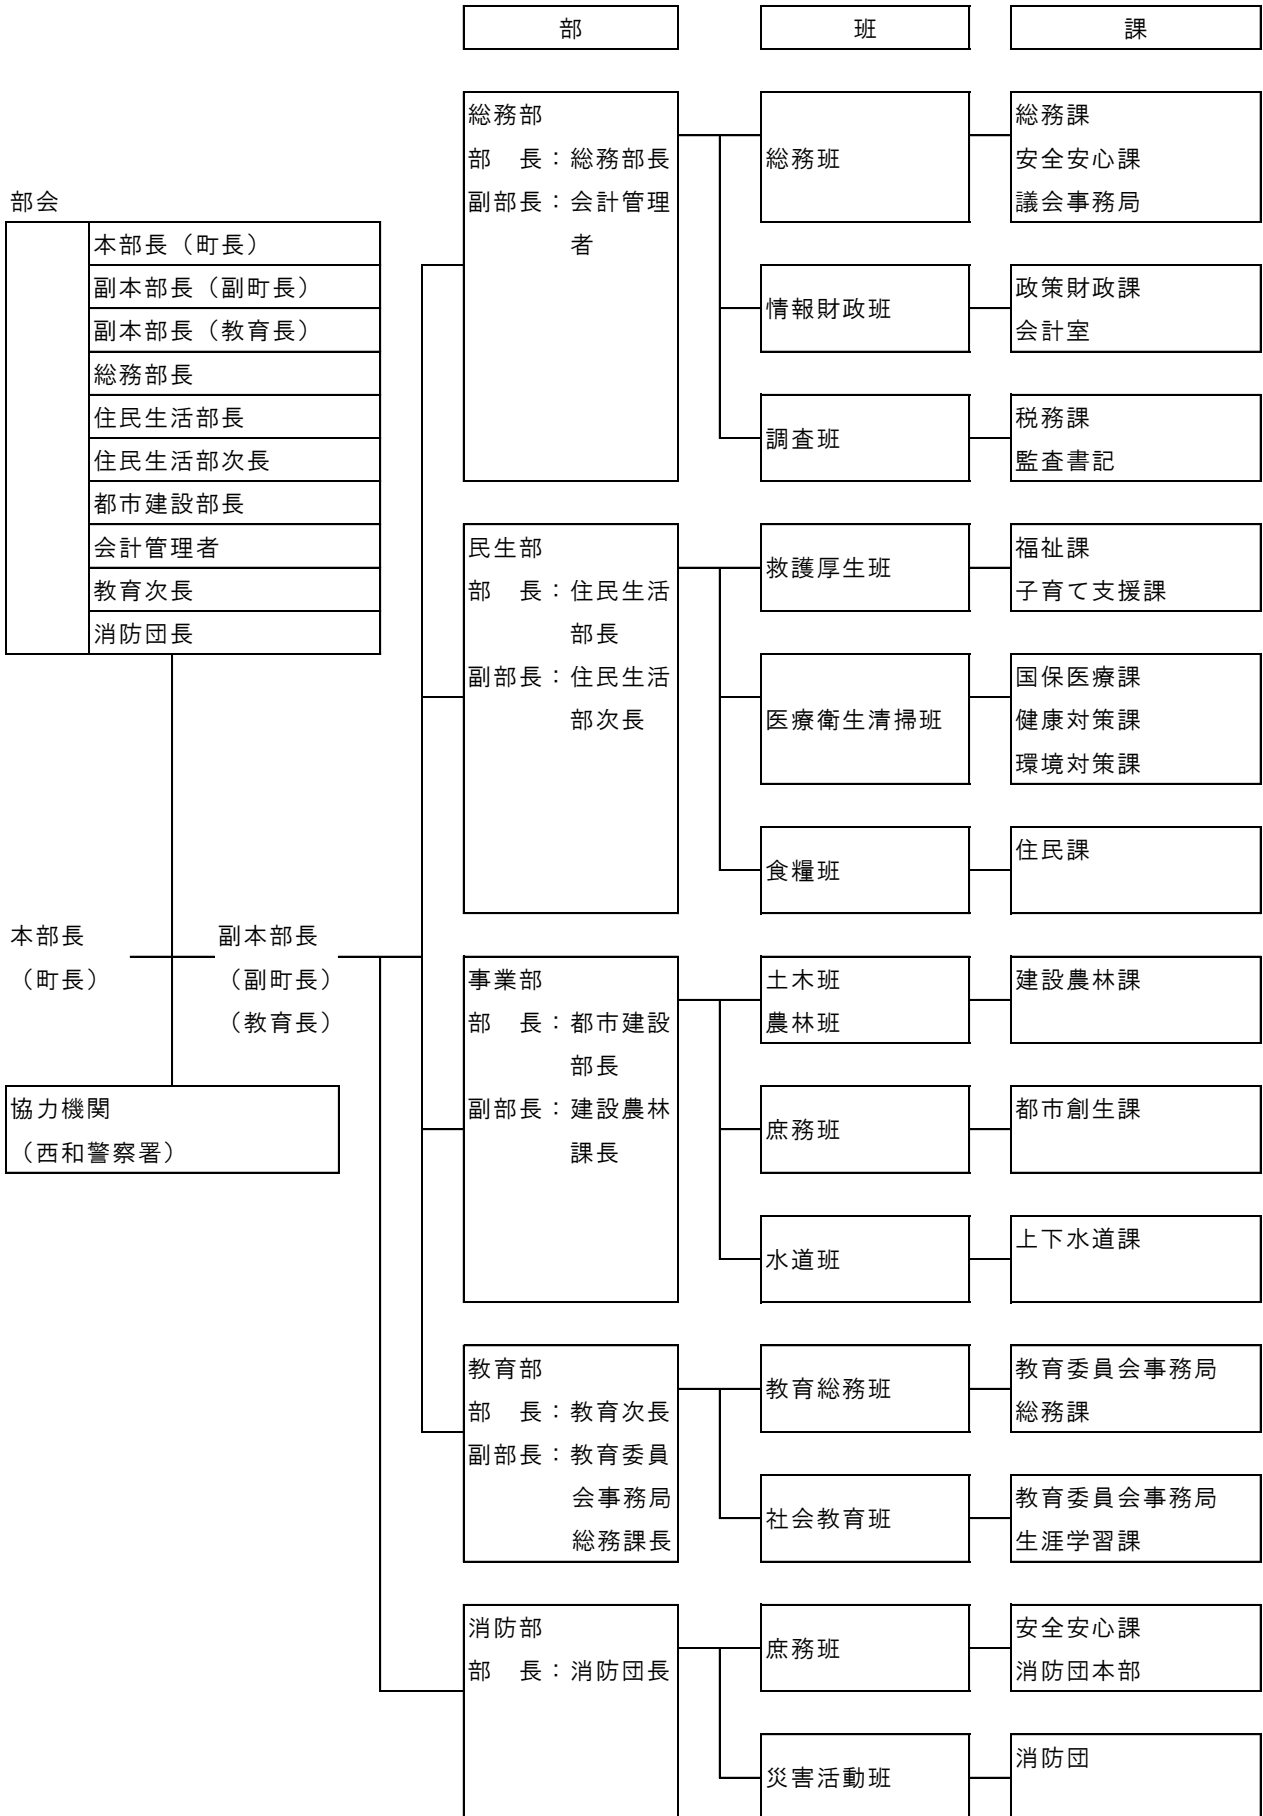 部
班
課
部会
本部長（町長）
副本部長（副町長）
副本部長（教育長）
総務部長
住民生活部長
住民生活部次長
都市建設部長
会計管理者
教育次長
消防団長
本部長
（町長）
副本部長
（副町長）
（教育長）
協力機関
（西和警察署）
総務部
部　長：総務部長
副部長：会計管理
者
総務班
総務課
安全安心課
議会事務局
情報財政班
政策財政課
会計室
調査班
税務課
監査書記
民生部
部　長：住民生活
部長
副部長：住民生活
部次長
救護厚生班
福祉課
子育て支援課
医療衛生清掃班
国保医療課
健康対策課
環境対策課
食糧班
住民課
事業部
部　長：都市建設
部長
副部長：建設農林
課長
土木班
農林班
建設農林課
庶務班
都市創生課
水道班
上下水道課
教育部
部　長：教育次長
副部長：教育委員
会事務局
総務課長
教育総務班
教育委員会事務局
総務課
社会教育班
教育委員会事務局
生涯学習課
消防部
部　長：消防団長
庶務班
安全安心課
消防団本部
災害活動班
消防団